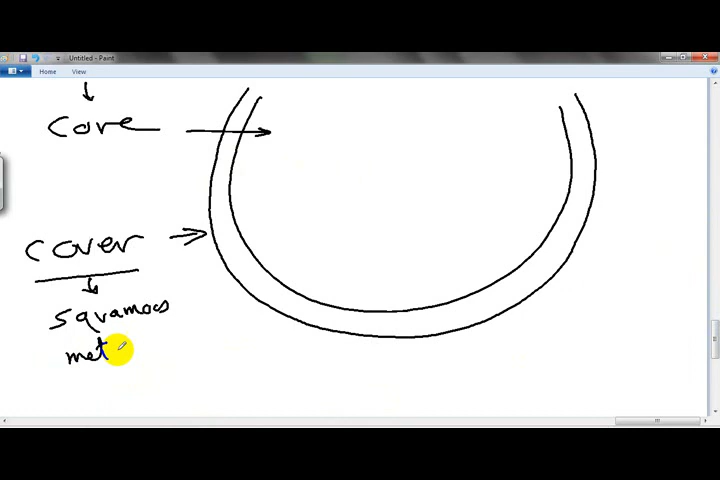 Untitled - Paint
Home View
core
cover
squamous
met